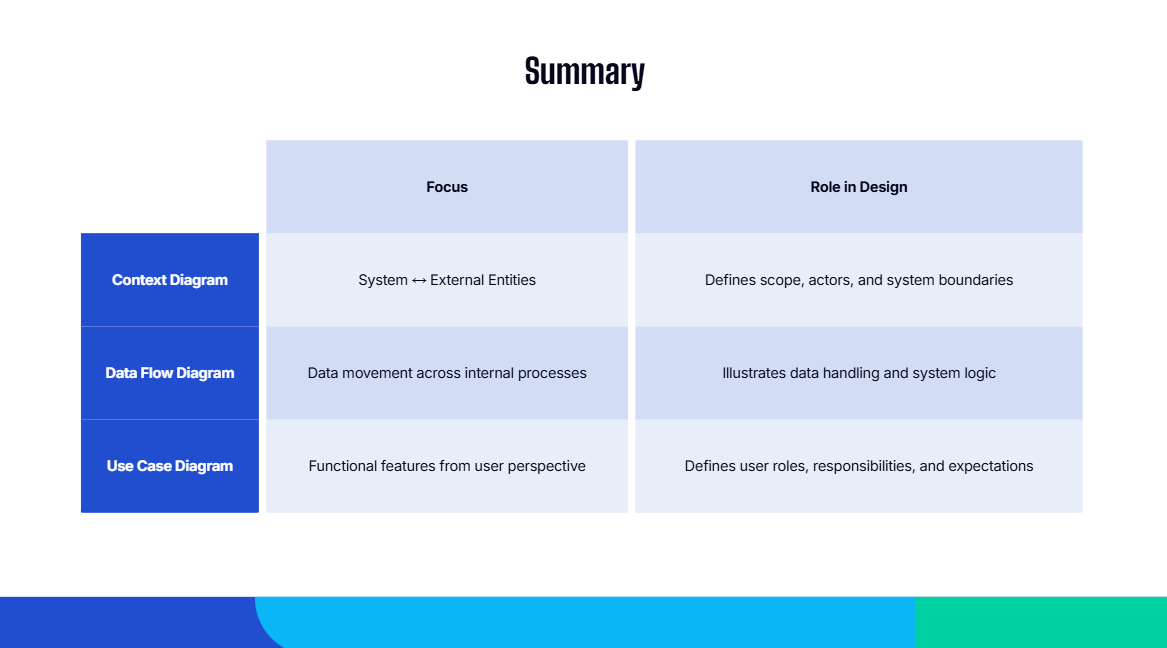 Summary
Focus
Role in Design
Context Diagram
System ↔ External Entities
Defines scope, actors, and system boundaries
Data Flow Diagram
Data movement across internal processes
Illustrates data handling and system logic
Use Case Diagram
Functional features from user perspective
Defines user roles, responsibilities, and expectations